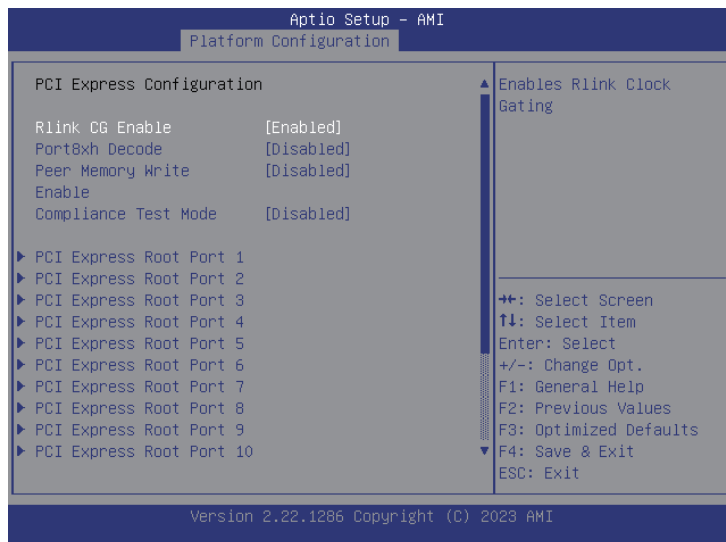 Aptio Setup – AMI
Platform Configuration
PCI Express Configuration
Rlink CG Enable [Enabled]
Port8xh Decode [Disabled]
Peer Memory Write [Disabled]
Enable
Compliance Test Mode [Disabled]
PCI Express Root Port 1
PCI Express Root Port 2
PCI Express Root Port 3
PCI Express Root Port 4
PCI Express Root Port 5
PCI Express Root Port 6
PCI Express Root Port 7
PCI Express Root Port 8
PCI Express Root Port 9
PCI Express Root Port 10
Enables Rlink Clock
Gating
→←: Select Screen
↑↓: Select Item
Enter: Select
+/-: Change Opt.
F1: General Help
F2: Previous Values
F3: Optimized Defaults
F4: Save & Exit
ESC: Exit
Version 2.22.1286 Copyright (C) 2023 AMI